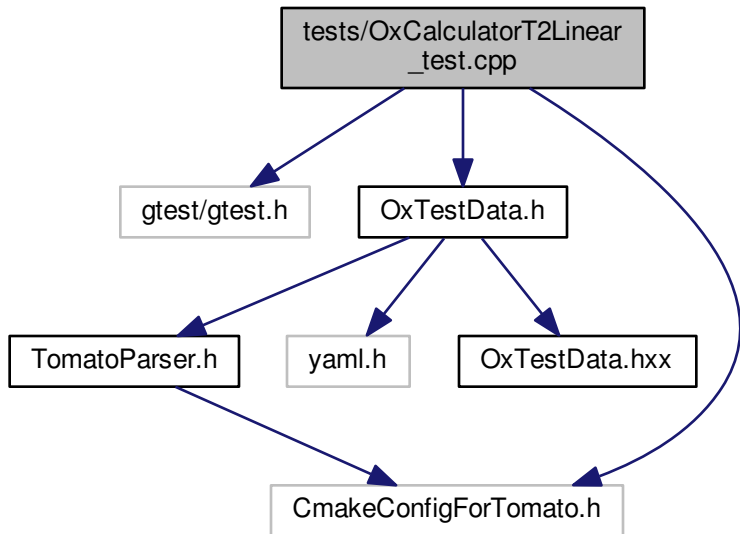 tests/OxCalculatorT2Linear
_test.cpp
gtest/gtest.h
OxTestData.h
TomatoParser.h
yaml.h
OxTestData.hxx
CmakeConfigForTomato.h